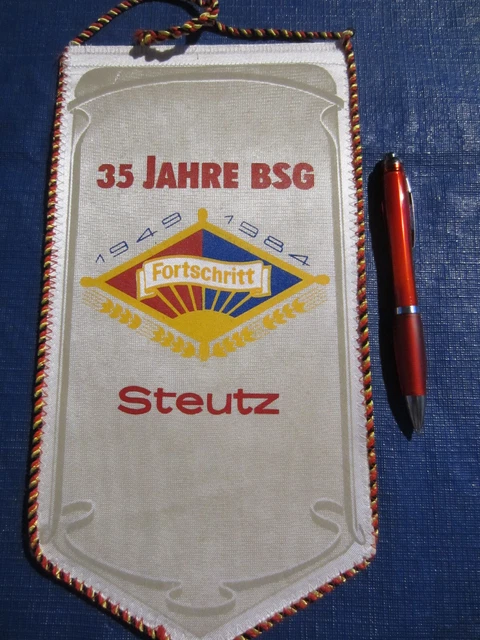 35 JAHRE BSG
1949 1984
Fortschritt
Steutz